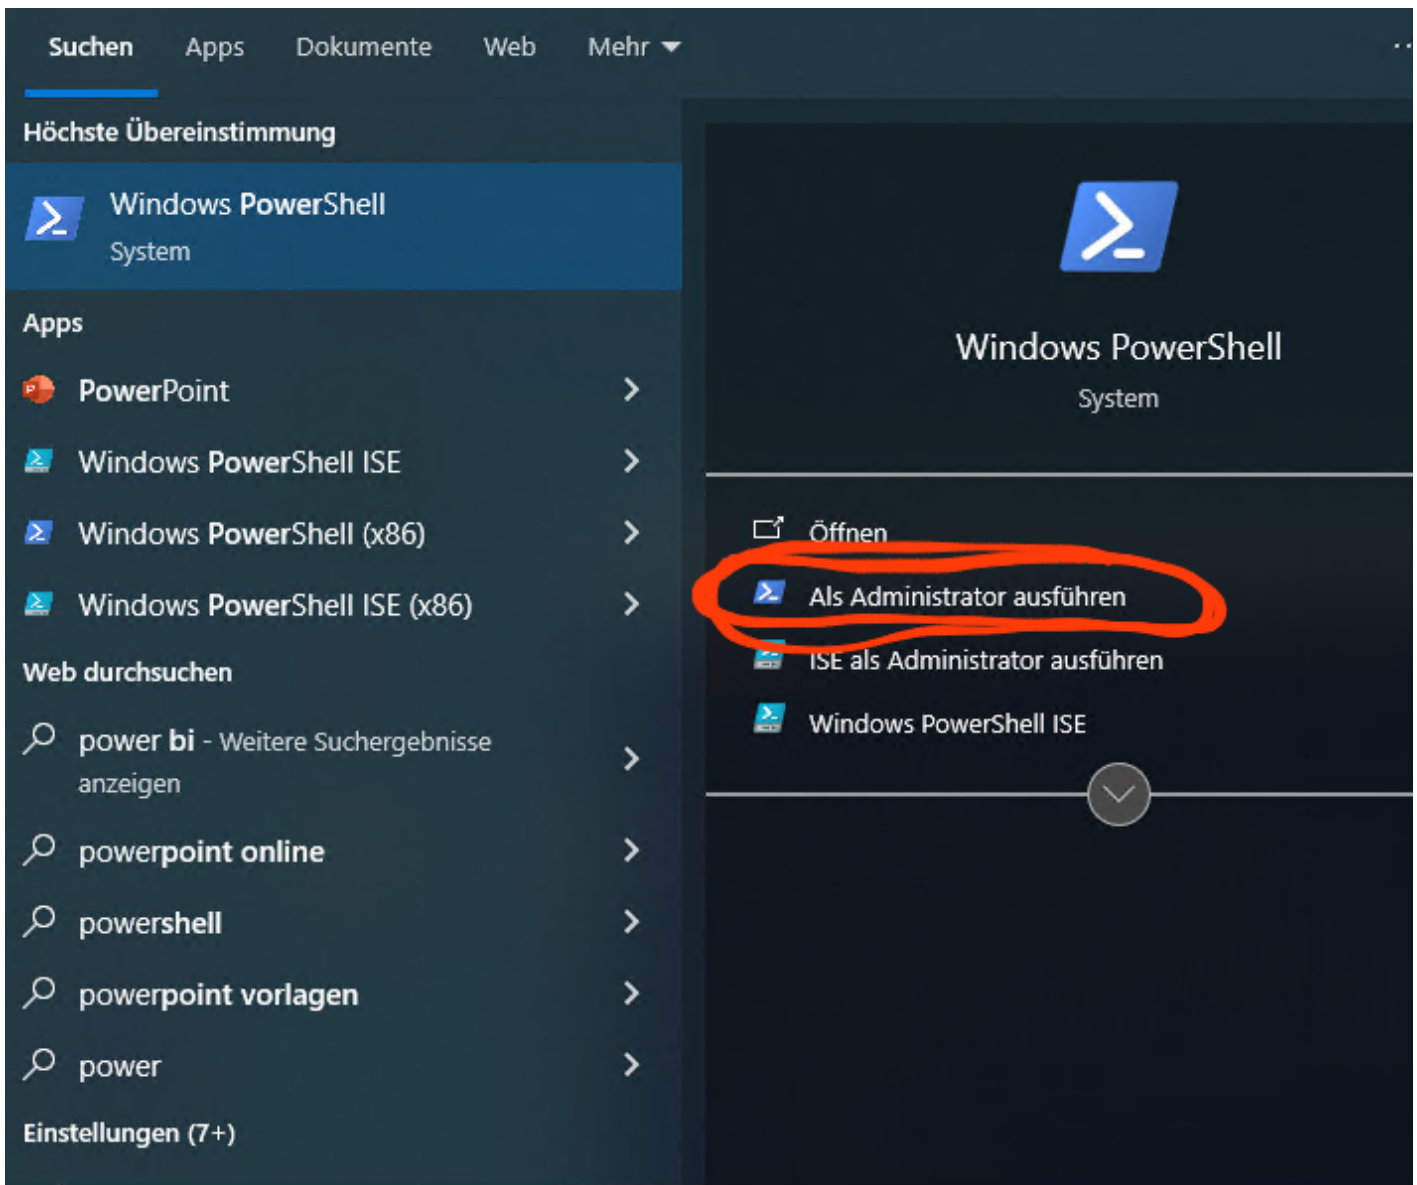 Suchen Apps Dokumente Web Mehr
Höchste Übereinstimmung
Windows PowerShell
System
Apps
PowerPoint
Windows PowerShell ISE
Windows PowerShell (x86)
Windows PowerShell ISE (x86)
Web durchsuchen
power bi - Weitere Suchergebnisse
anzeigen
powerpoint online
powershell
powerpoint vorlagen
power
Einstellungen (7+)
Windows PowerShell
System
Öffnen
Als Administrator ausführen
ISE als Administrator ausführen
Windows PowerShell ISE